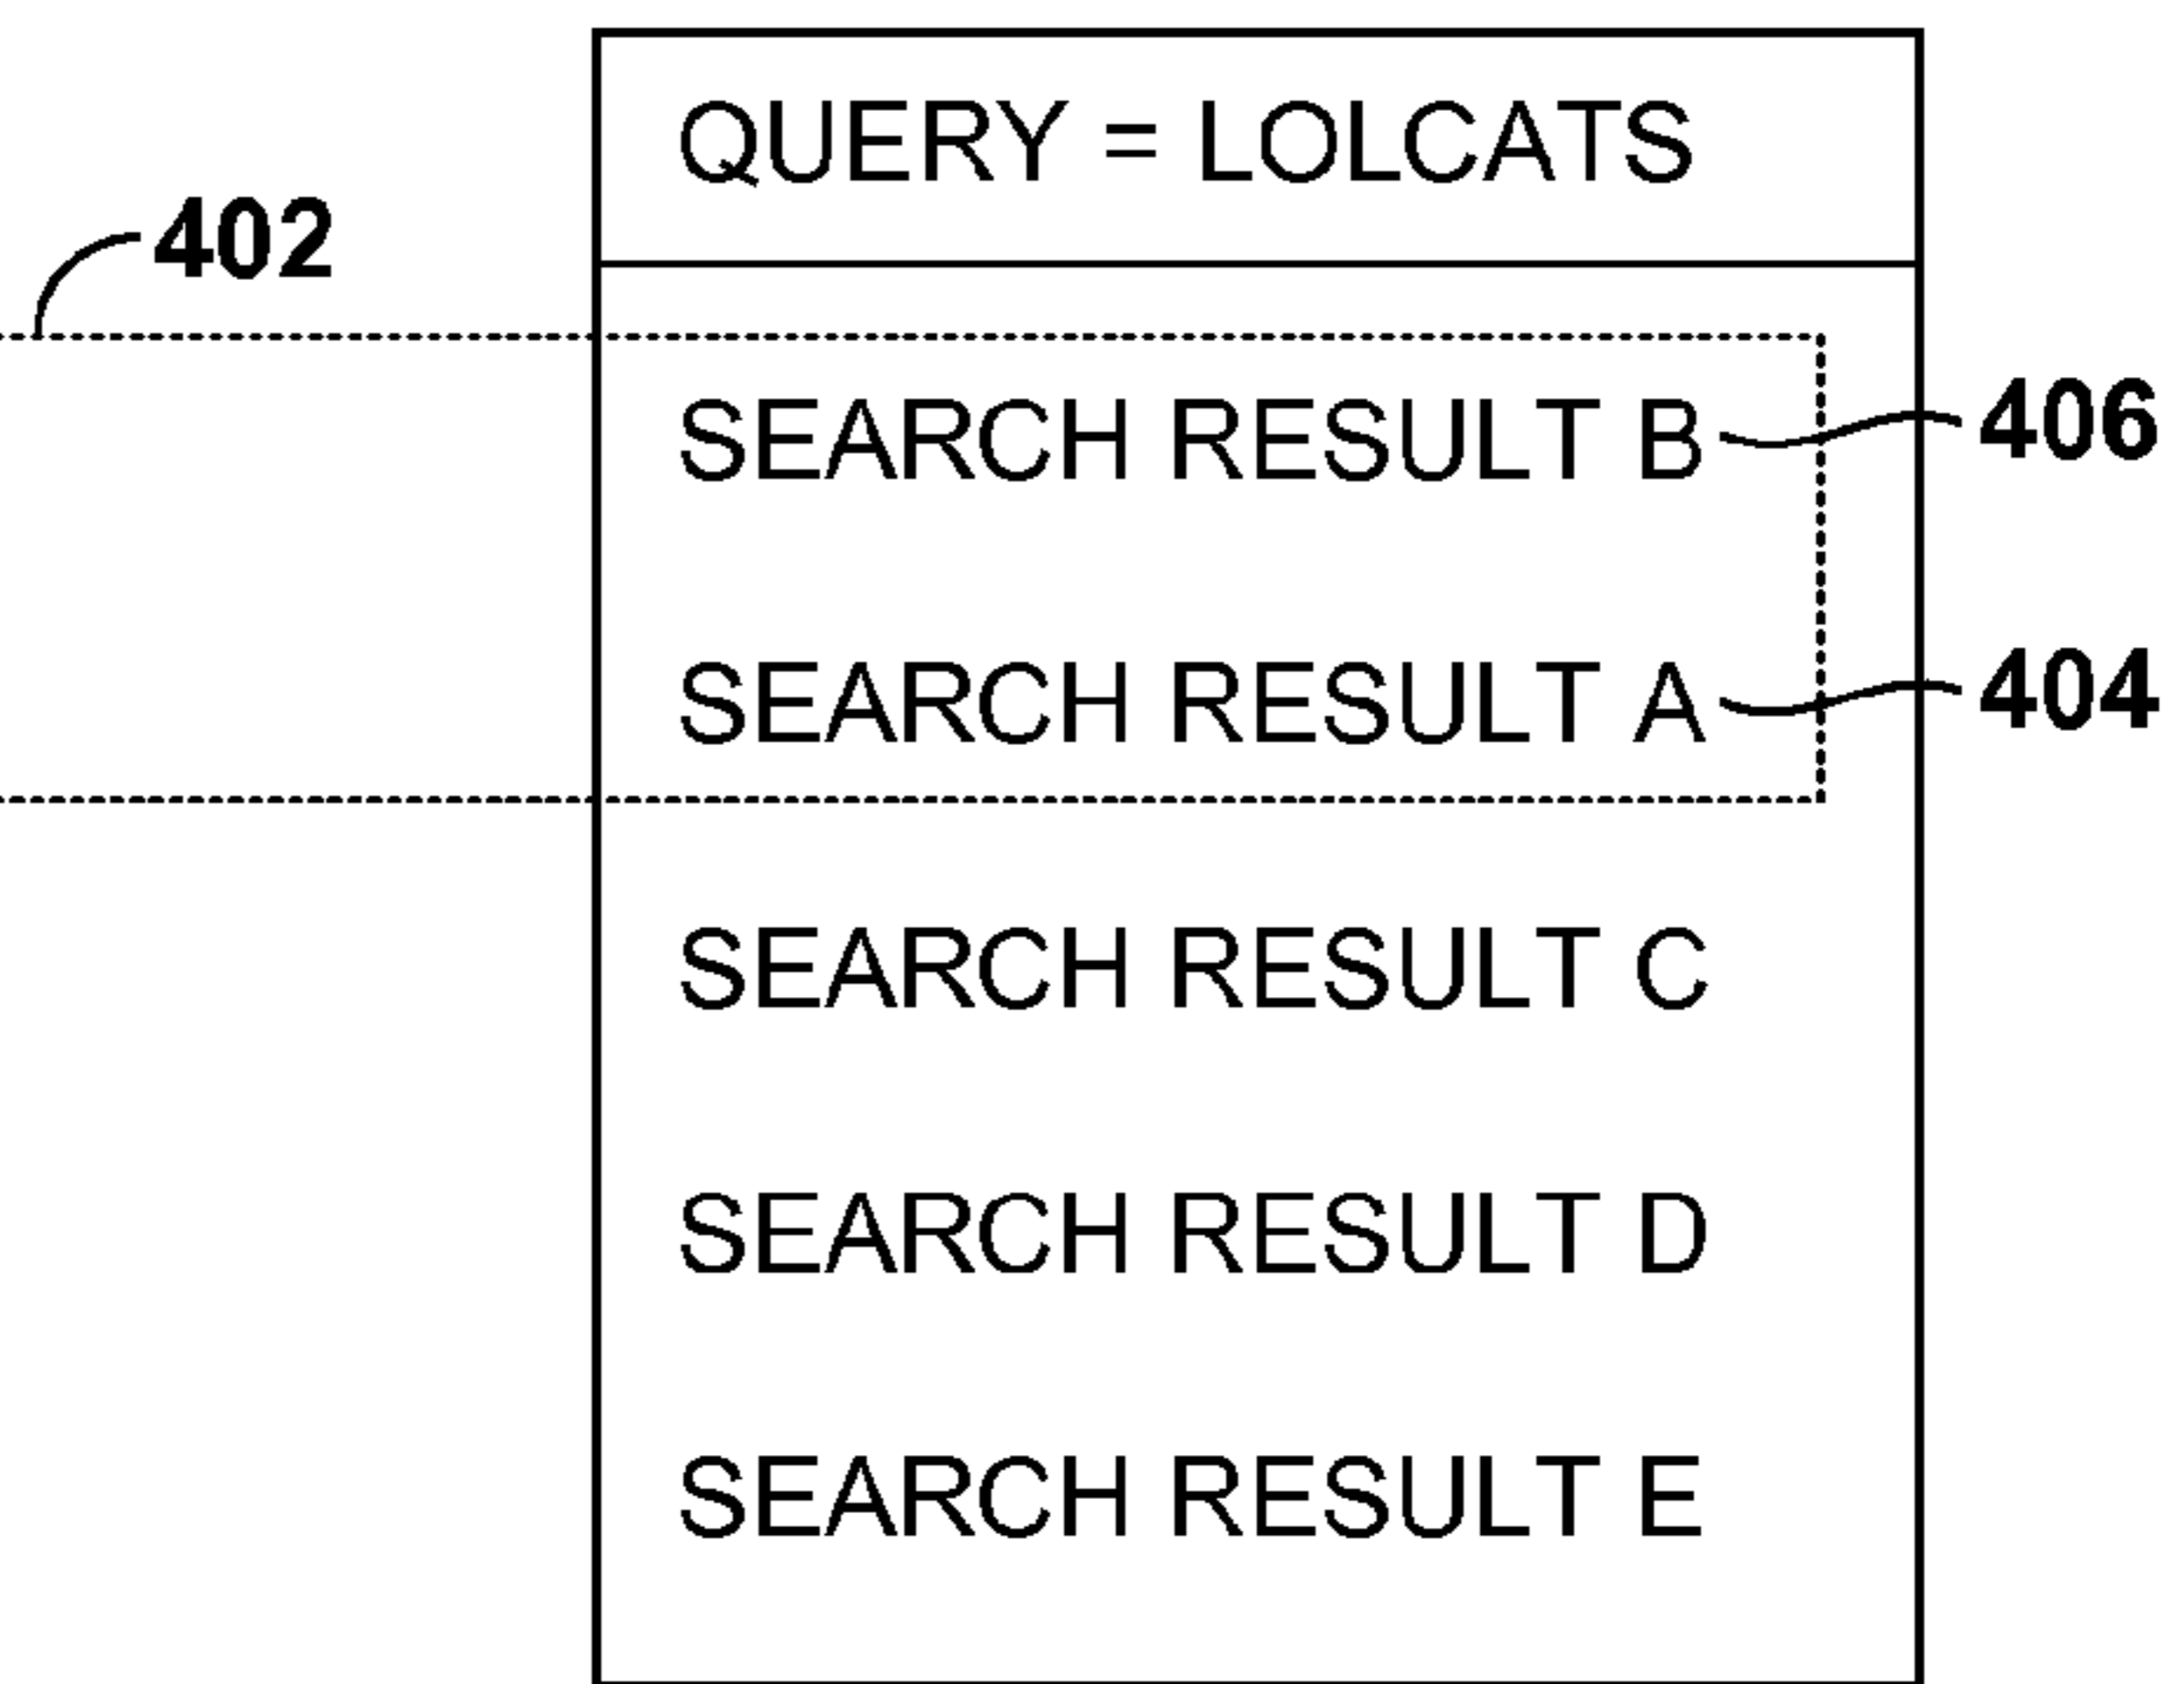 QUERY = LOLCATS
402
SEARCH RESULT B
406
SEARCH RESULT A
404
SEARCH RESULT C
SEARCH RESULT D
SEARCH RESULT E